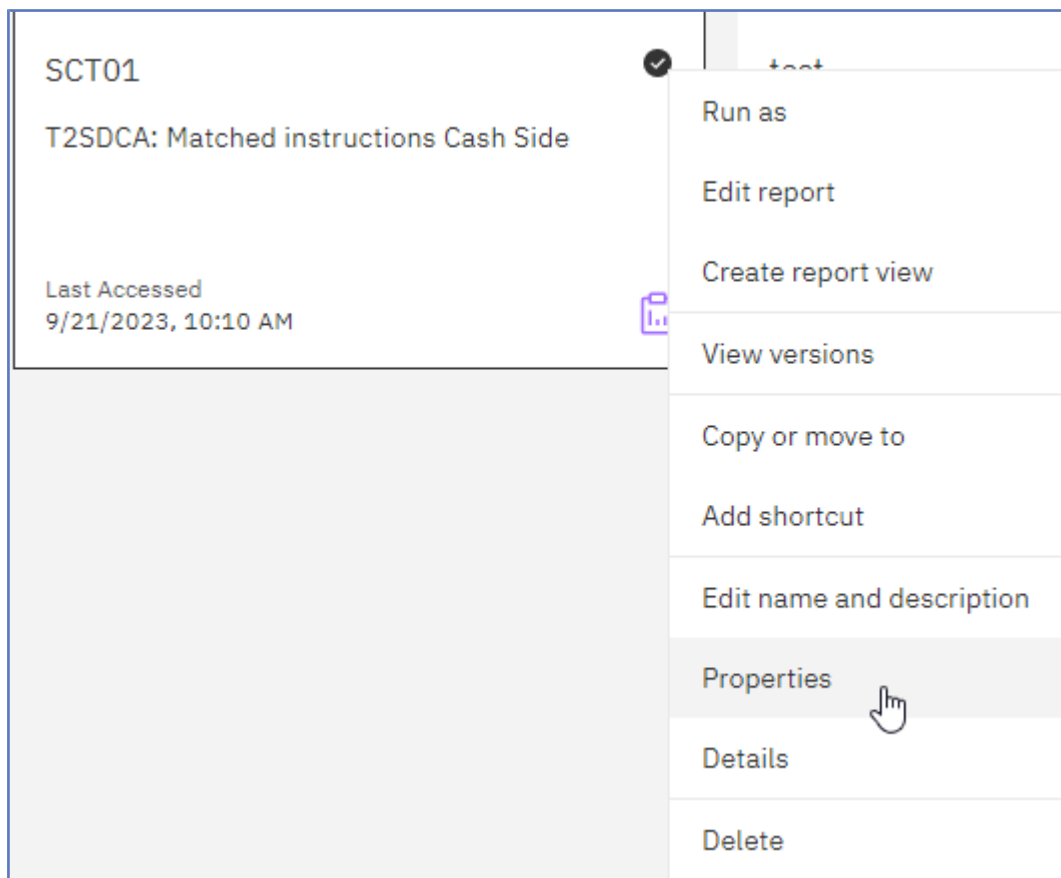 SCT01
T2SDCA: Matched instructions Cash Side
Last Accessed
9/21/2023, 10:10 AM
Run as
Edit report
Create report view
View versions
Copy or move to
Add shortcut
Edit name and description
Properties
Details
Delete